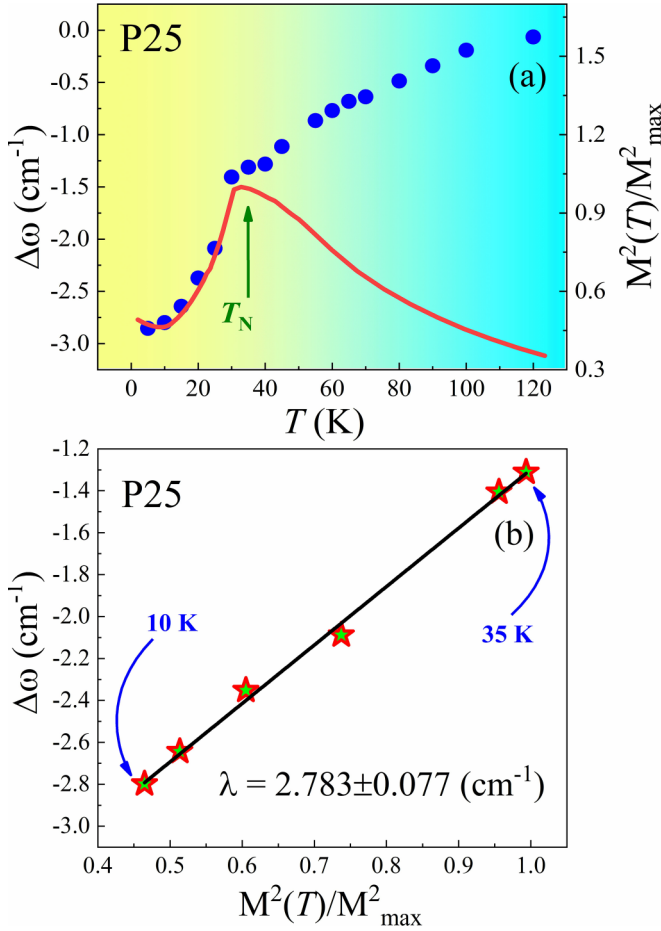 P25
(a)
0.0
-0.5
-1.0
-1.5
-2.0
-2.5
-3.0
Δω (cm⁻¹)
1.5
1.2
0.9
0.6
0.3
M²(T)/M²max
T_N
0 20 40 60 80 100 120
T (K)
P25
(b)
-1.2
-1.4
-1.6
-1.8
-2.0
-2.2
-2.4
-2.6
-2.8
-3.0
Δω (cm⁻¹)
10 K
35 K
λ = 2.783±0.077 (cm⁻¹)
0.4 0.5 0.6 0.7 0.8 0.9 1.0
M²(T)/M²max